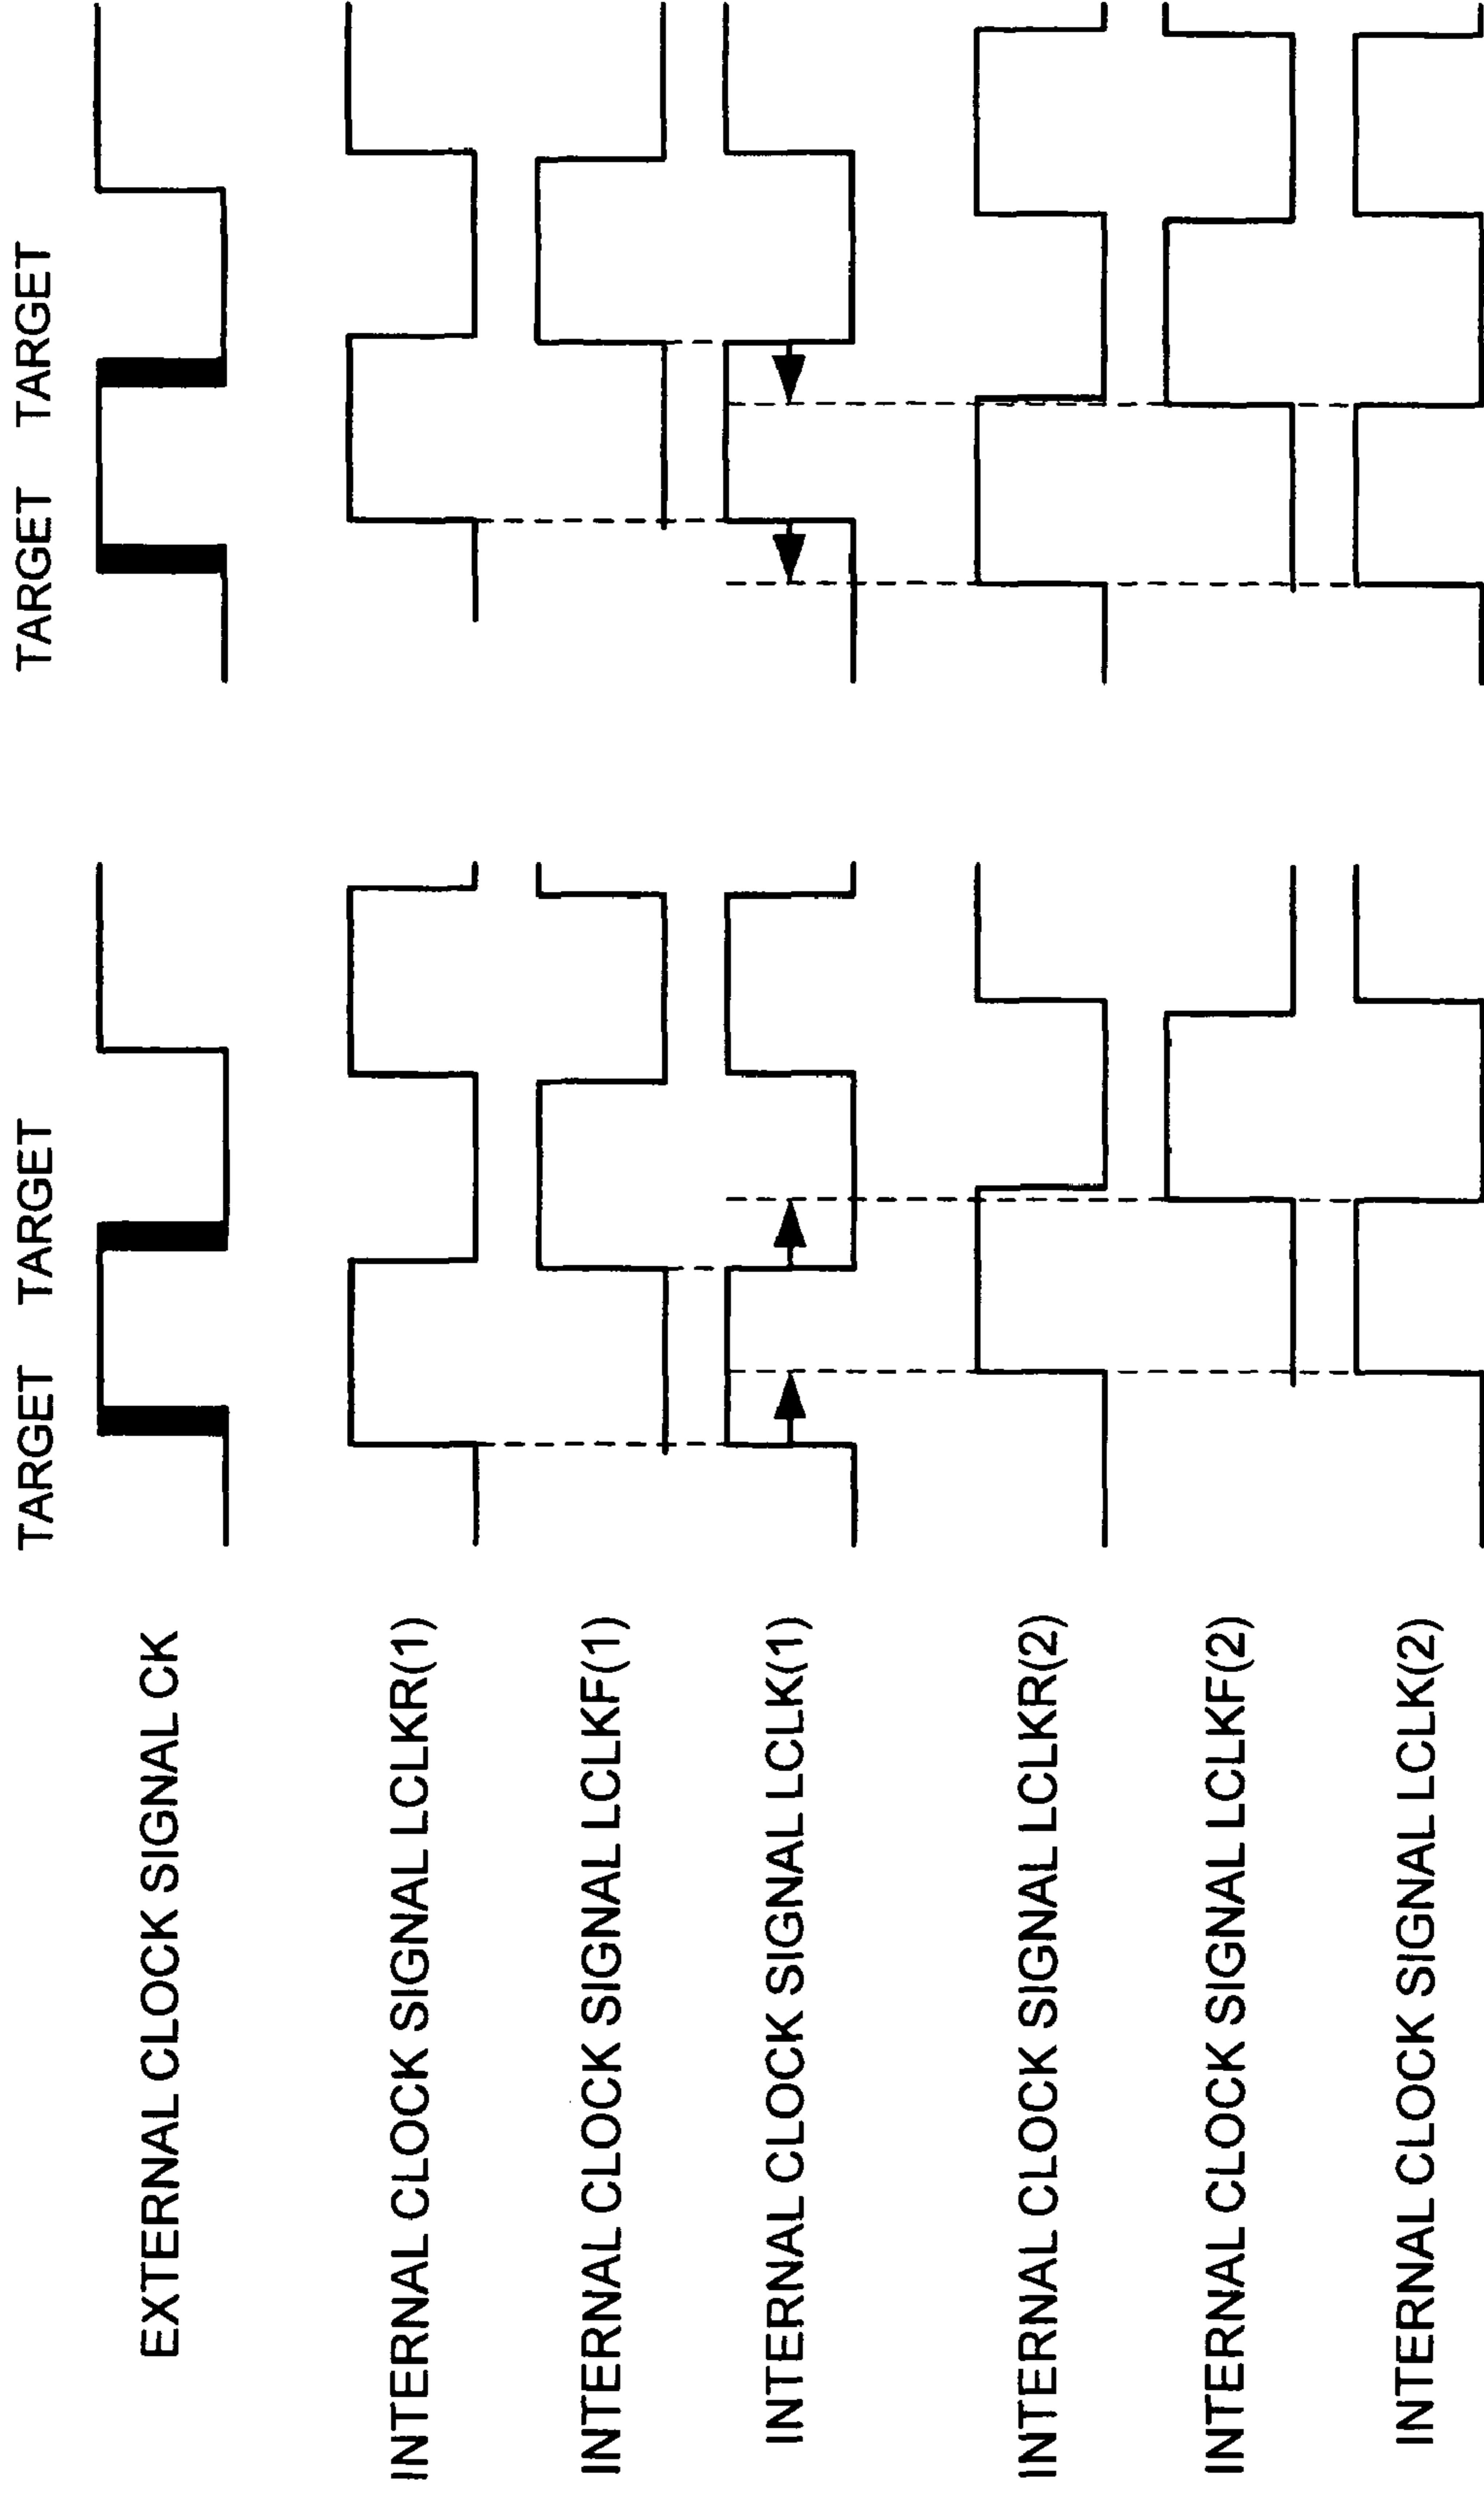 TARGET TARGET TARGET TARGET
EXTERNAL CLOCK SIGNAL CK
INTERNAL CLOCK SIGNAL LCLKR(1)
INTERNAL CLOCK SIGNAL LCLKF(1)
INTERNAL CLOCK SIGNAL LCLK(1)
INTERNAL CLOCK SIGNAL LCLKR(2)
INTERNAL CLOCK SIGNAL LCLKF(2)
INTERNAL CLOCK SIGNAL LCLK(2)